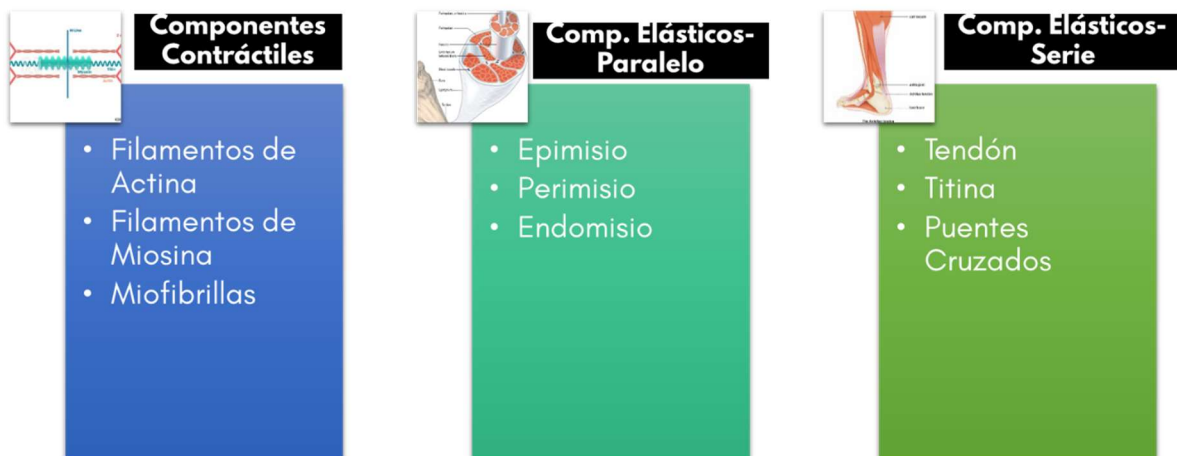 Componentes
Contráctiles
• Filamentos de
Actina
• Filamentos de
Miosina
• Miofibrillas
Comp. Elásticos-
Paralelo
• Epimisio
• Perimisio
• Endomisio
Comp. Elásticos-
Serie
• Tendón
• Titina
• Puentes
Cruzados